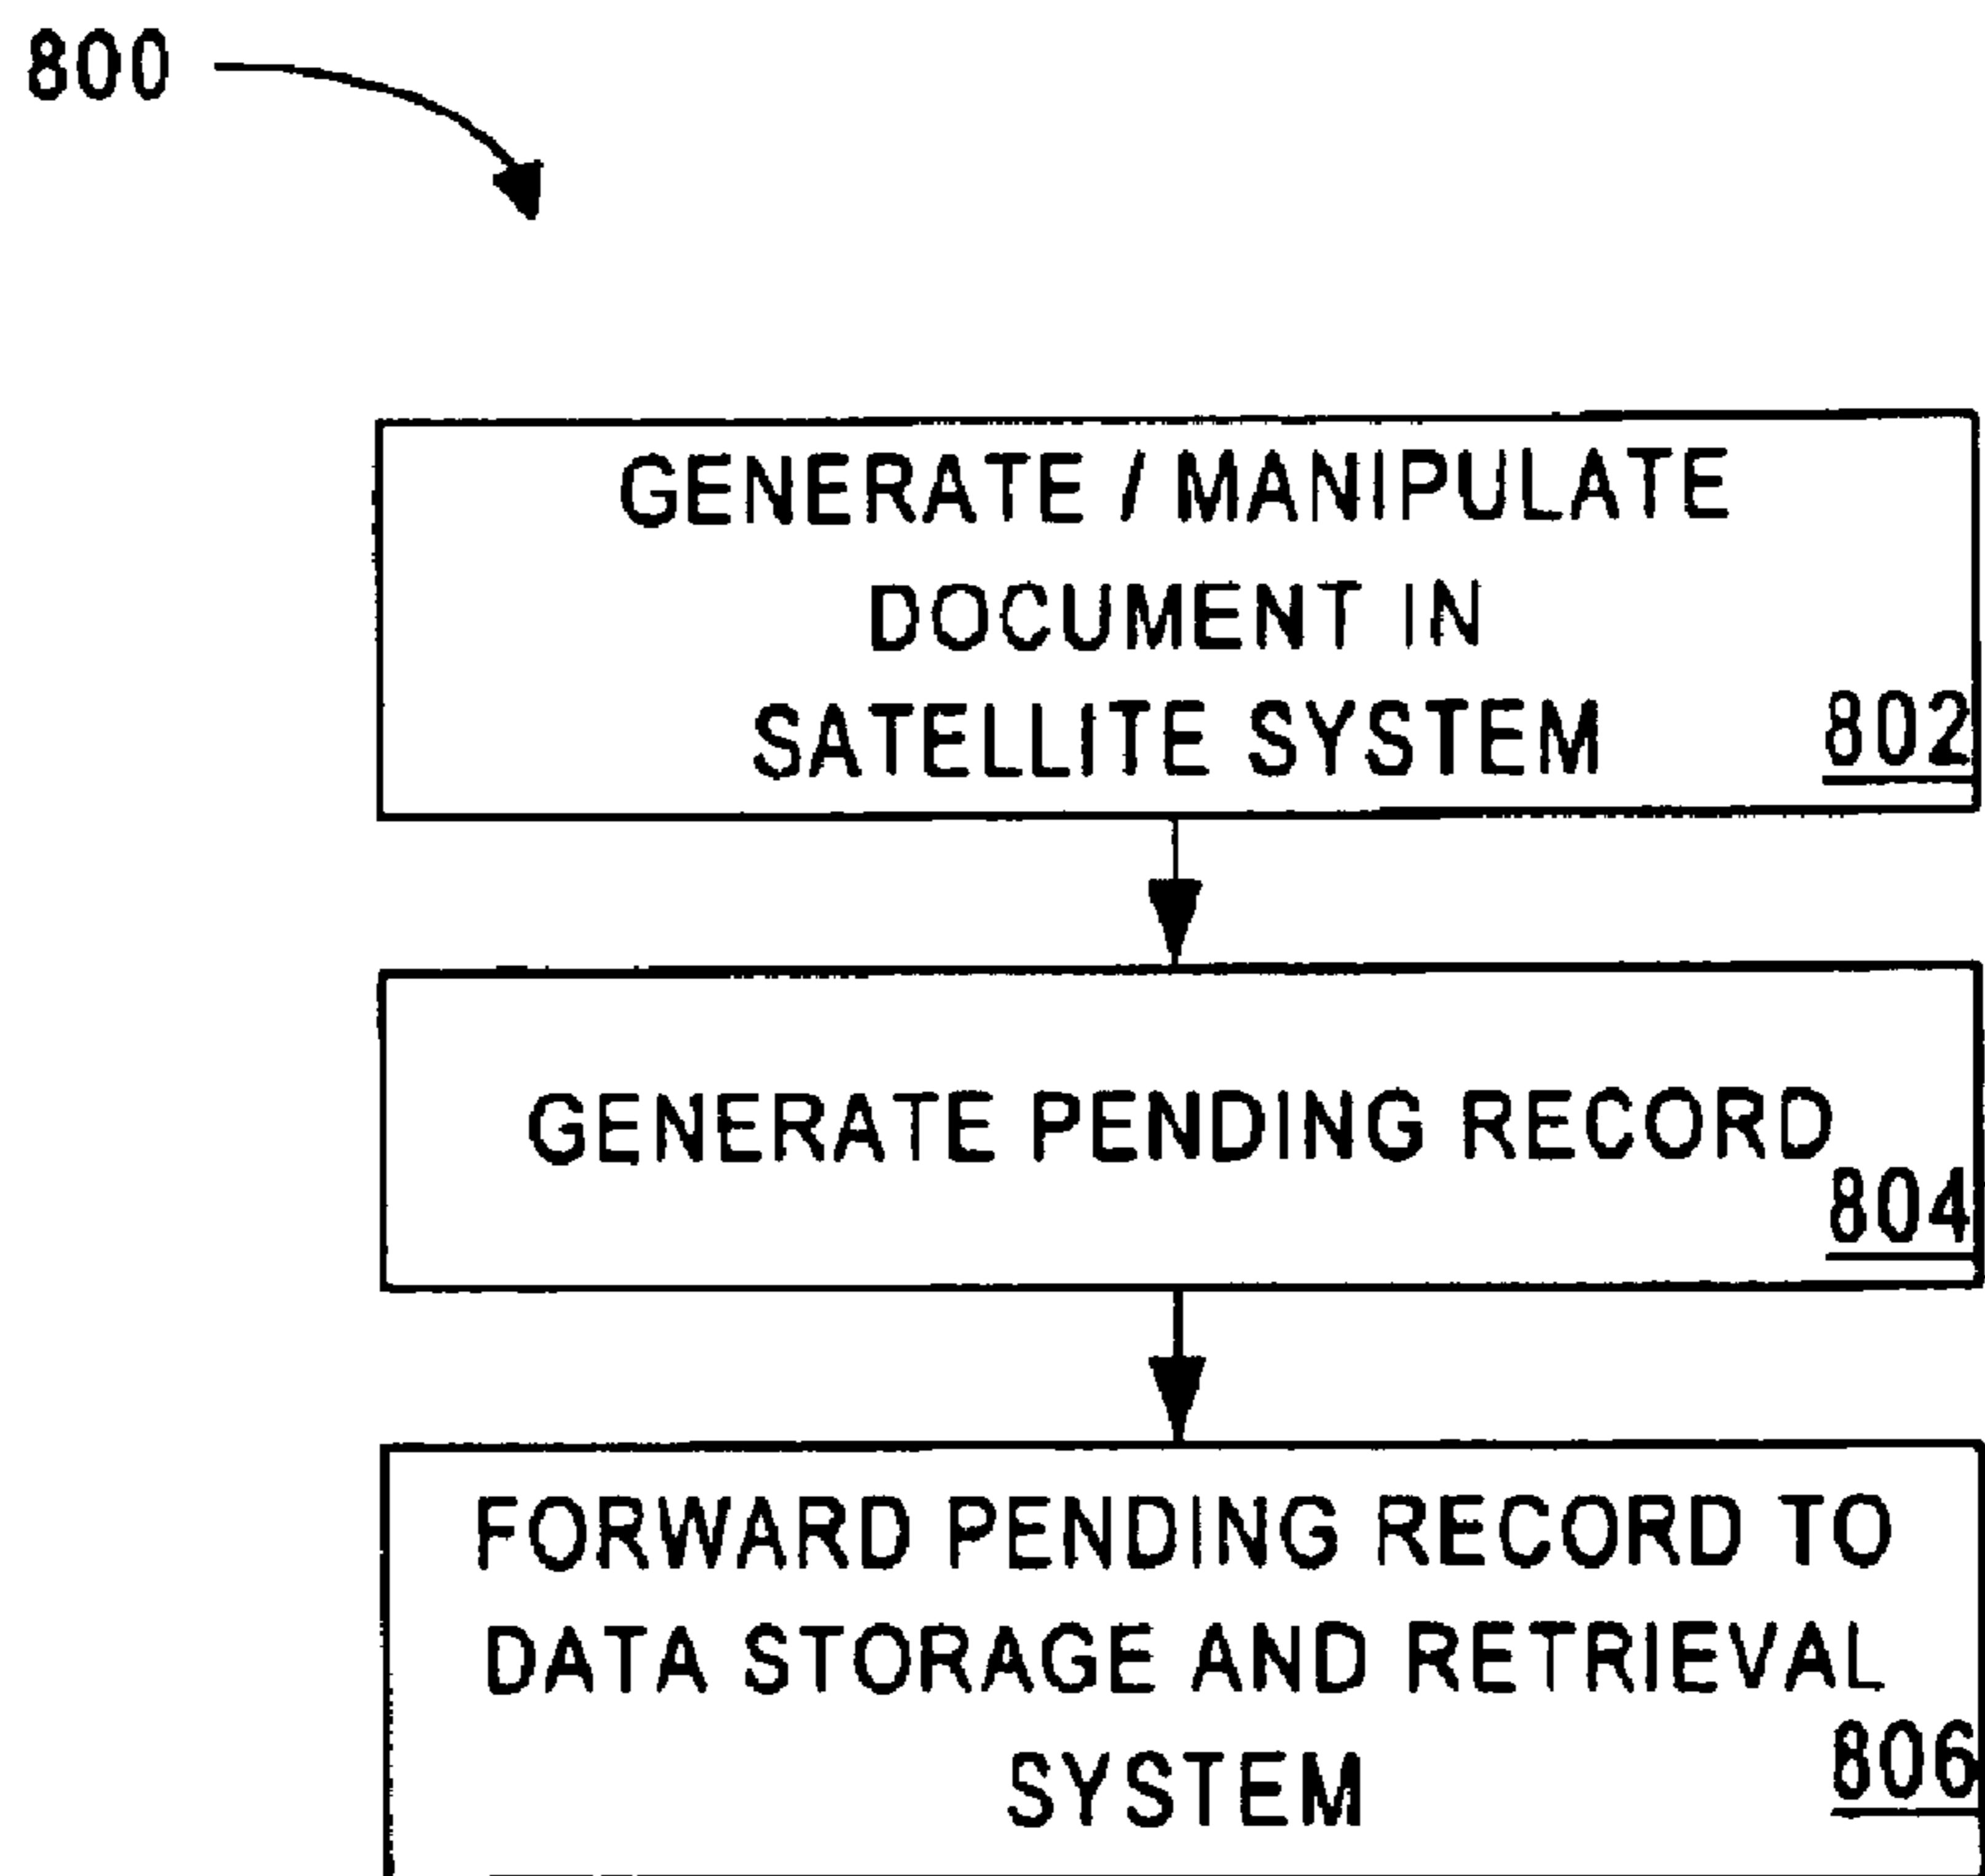 800
GENERATE / MANIPULATE
DOCUMENT IN
SATELLITE SYSTEM
802
GENERATE PENDING RECORD
804
FORWARD PENDING RECORD TO
DATA STORAGE AND RETRIEVAL
SYSTEM
806